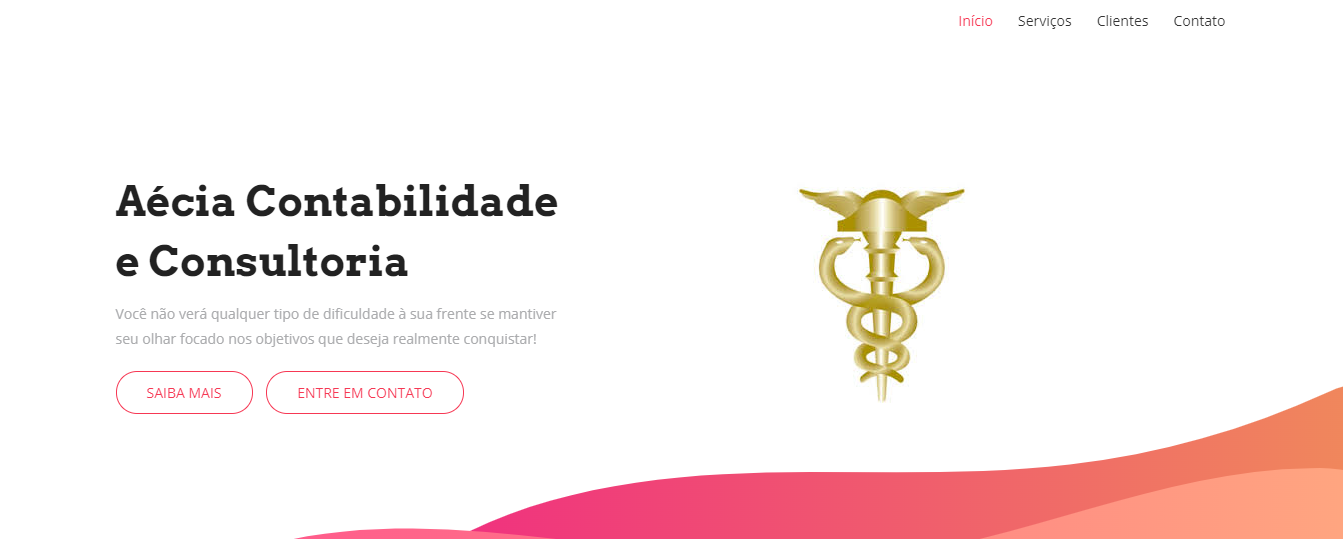 Início Serviços Clientes Contato
Aécia Contabilidade
e Consultoria
Você não verá qualquer tipo de dificuldade à sua frente se mantiver
seu olhar focado nos objetivos que deseja realmente conquistar!
SAIBA MAIS ENTRE EM CONTATO